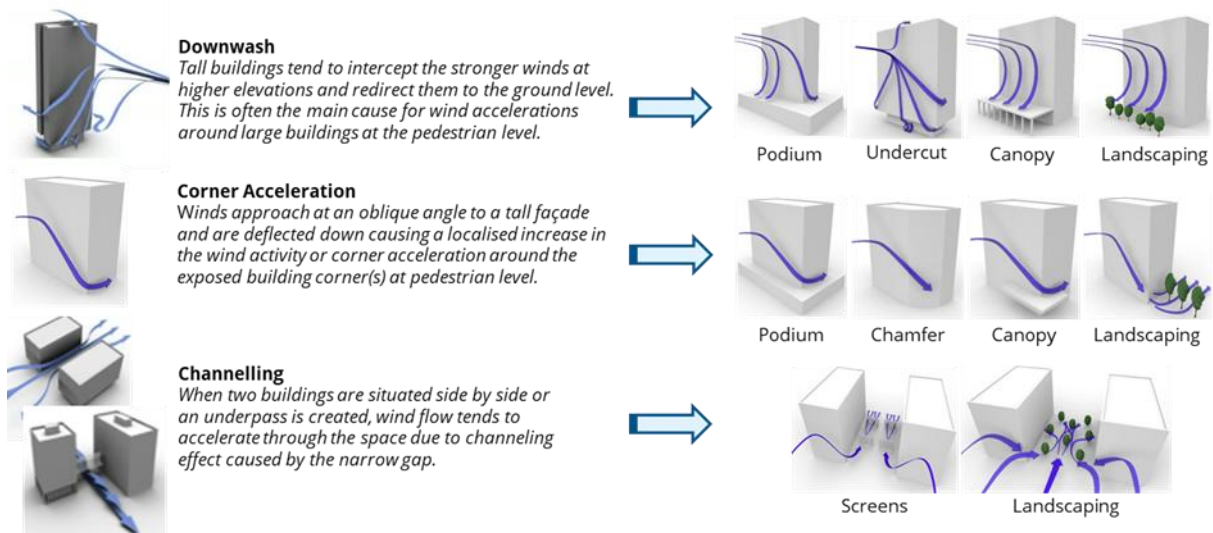 Downwash
Tall buildings tend to intercept the stronger winds at
higher elevations and redirect them to the ground level.
This is often the main cause for wind accelerations
around large buildings at the pedestrian level.
Podium
Undercut
Canopy
Landscaping
Corner Acceleration
Winds approach at an oblique angle to a tall façade
and are deflected down causing a localised increase in
the wind activity or corner acceleration around the
exposed building corner(s) at pedestrian level.
Podium
Chamfer
Canopy
Landscaping
Channelling
When two buildings are situated side by side or
an underpass is created, wind flow tends to
accelerate through the space due to channeling
effect caused by the narrow gap.
Screens
Landscaping